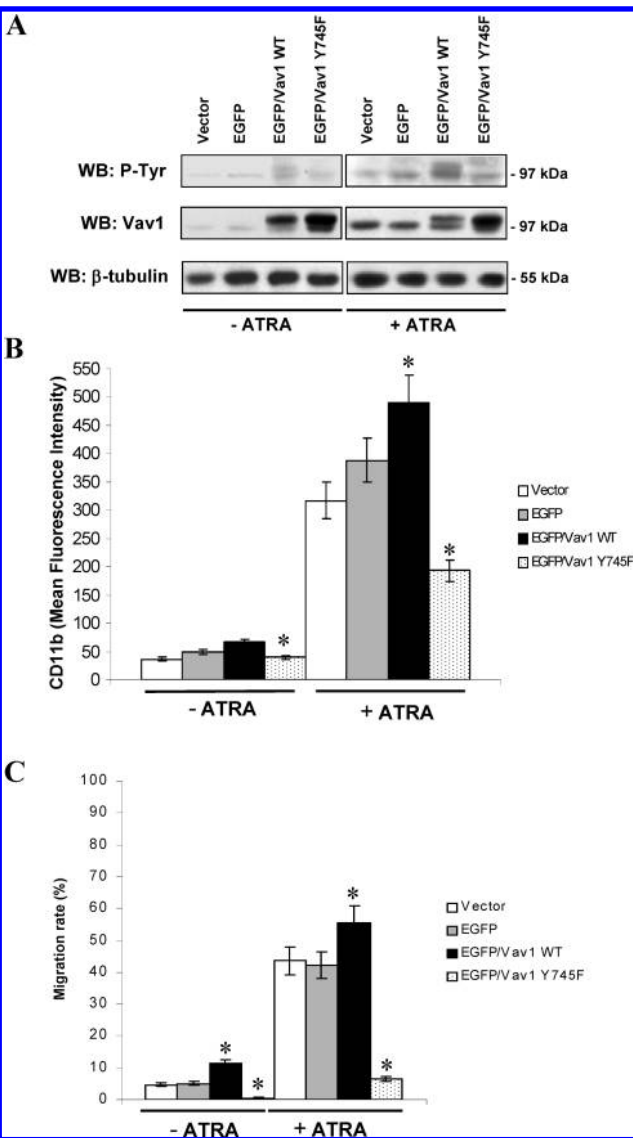 A
Vector
EGFP
EGFP/Vav1 WT
EGFP/Vav1 Y745F
Vector
EGFP
EGFP/Vav1 WT
EGFP/Vav1 Y745F
WB: P-Tyr
- 97 kDa
WB: Vav1
- 97 kDa
WB: β-tubulin
- 55 kDa
- ATRA
+ ATRA
B
CD11b (Mean Fluorescence Intensity)
550
500
450
400
350
300
250
200
150
100
50
0
*
*
*
- ATRA
+ ATRA
Vector
EGFP
EGFP/Vav1 WT
EGFP/Vav1 Y745F
C
Migration rate (%)
100
90
80
70
60
50
40
30
20
10
0
*
*
*
*
- ATRA
+ ATRA
Vector
EGFP
EGFP/Vav1 WT
EGFP/Vav1 Y745F